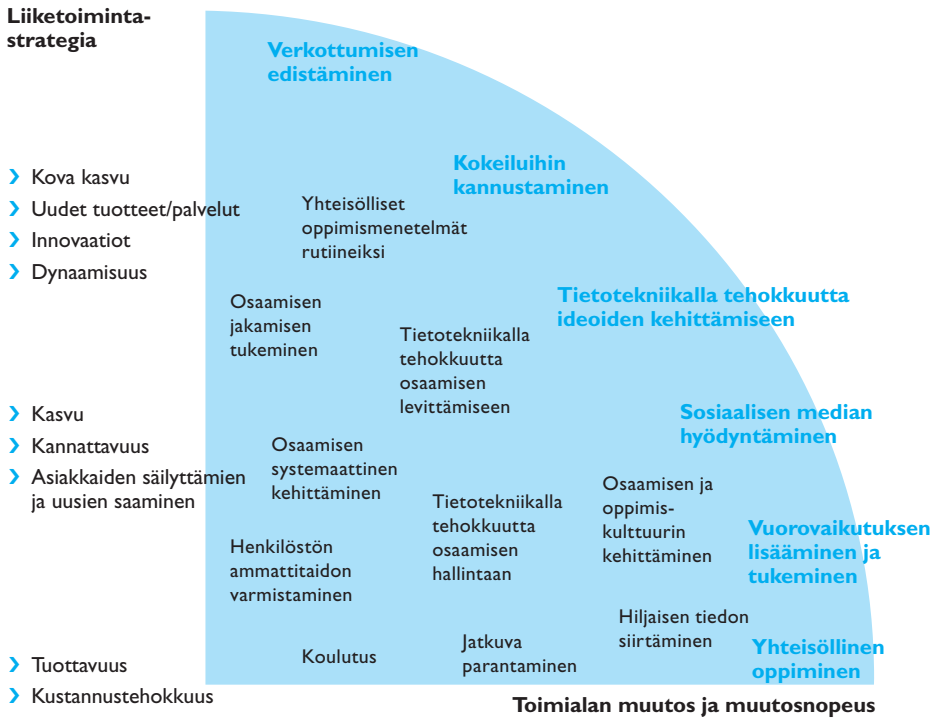 Liiketoiminta-
strategia
Verkottumisen
edistäminen
Kokeiluihin
kannustaminen
› Kova kasvu
› Uudet tuotteet/palvelut
› Innovaatiot
› Dynaamisuus
Yhteisölliset
oppimismenetelmät
rutiineiksi
Osaamisen
jakamisen
tukeminen
Tietotekniikalla
tehokkuutta
osaamisen
levittämiseen
Tietotekniikalla tehokkuutta
ideoiden kehittämiseen
› Kasvu
› Kannattavuus
› Asiakkaiden säilyttämien
ja uusien saaminen
Sosiaalisen median
hyödyntäminen
Osaamisen
systemaattinen
kehittäminen
Tietotekniikalla
tehokkuutta
osaamisen
hallintaan
Osaamisen ja
oppimis-
kulttuurin
kehittäminen
Vuorovaikutuksen
lisääminen ja
tukeminen
Henkilöstön
ammattitaidon
varmistaminen
› Tuottavuus
› Kustannustehokkuus
Koulutus
Jatkuva
parantaminen
Hiljaisen tiedon
siirtäminen
Yhteisöllinen
oppiminen
Toimialan muutos ja muutosnopeus